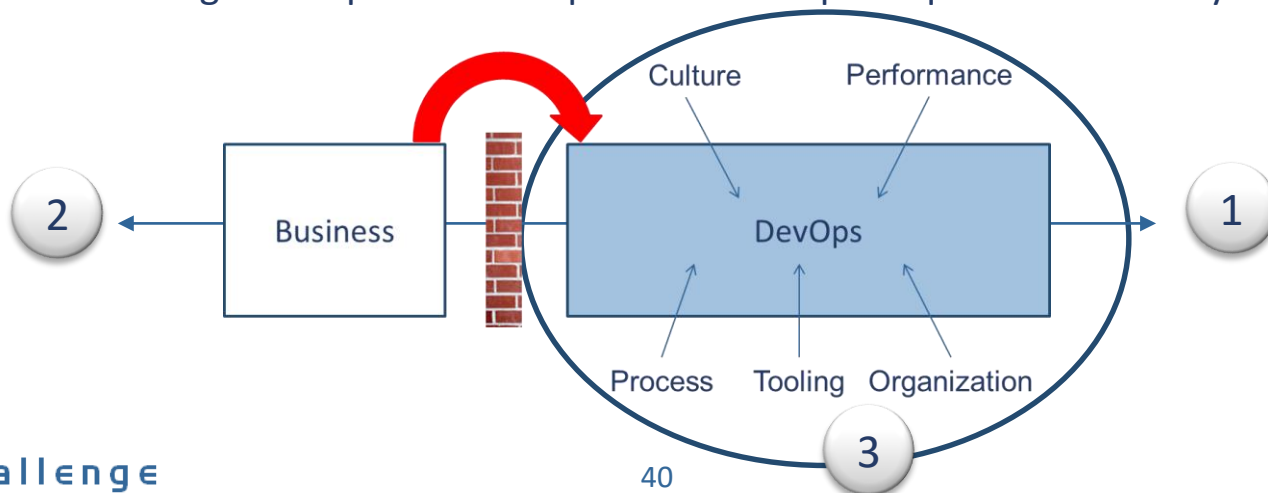 Culture Performance
2 Business DevOps 1
Process Tooling Organization
3
allenge 40